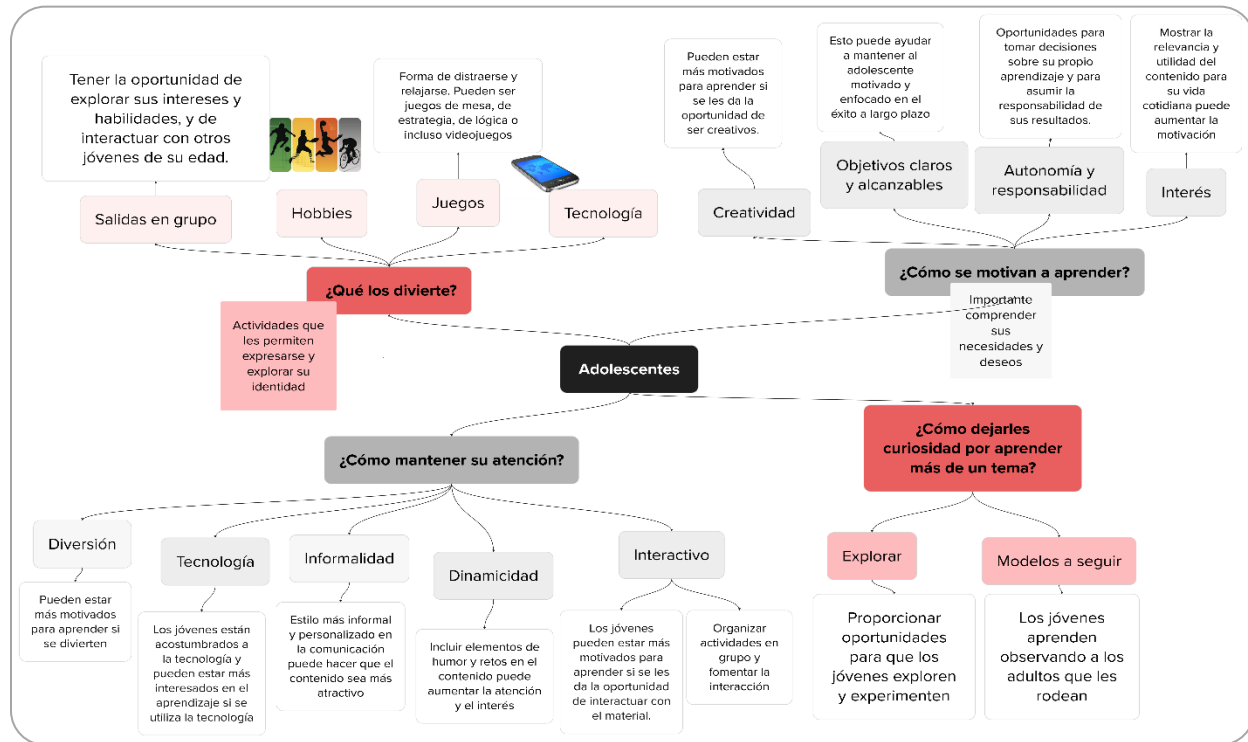 Tener la oportunidad de
explorar sus intereses y
habilidades, y de
interactuar con otros
jóvenes de su edad.
Forma de distraerse y
relajarse. Pueden ser
juegos de mesa, de
estrategia, de lógica o
incluso videojuegos
Salidas en grupo
Hobbies
Juegos
Tecnología
¿Qué los divierte?
Actividades que
les permiten
expresarse y
explorar su
identidad
Pueden estar
más motivados
para aprender si
se les da la
oportunidad de
ser creativos.
Esto puede ayudar
a mantener al
adolescente
motivado y
enfocado en el
éxito a largo plazo
Oportunidades para
tomar decisiones
sobre su propio
aprendizaje y para
asumir la
responsabilidad de
sus resultados.
Mostrar la
relevancia y
utilidad del
contenido para
su vida
cotidiana puede
aumentar la
motivación
Creatividad
Objetivos claros
y alcanzables
Autonomía y
responsabilidad
Interés
¿Cómo se motivan a aprender?
Importante
comprender
sus
necesidades y
deseos
Adolescentes
¿Cómo mantener su atención?
Diversión
Tecnología
Informalidad
Dinamicidad
Interactivo
Pueden estar
más motivados
para aprender si
se divierten
Los jóvenes están
acostumbrados a
la tecnología y
pueden estar más
interesados en el
aprendizaje si se
utiliza la tecnología
Estilo más informal
y personalizado en
la comunicación
puede hacer que el
contenido sea más
atractivo
Incluir elementos de
humor y retos en el
contenido puede
aumentar la atención
y el interés
Los jóvenes
pueden estar más
motivados para
aprender si se les
da la oportunidad
de interactuar con
el material.
Organizar
actividades en
grupo y
fomentar la
interacción
¿Cómo dejarles
curiosidad por aprender
más de un tema?
Explorar
Modelos a seguir
Proporcionar
oportunidades
para que los
jóvenes exploren
y experimenten
Los jóvenes
aprenden
observando a los
adultos que les
rodean